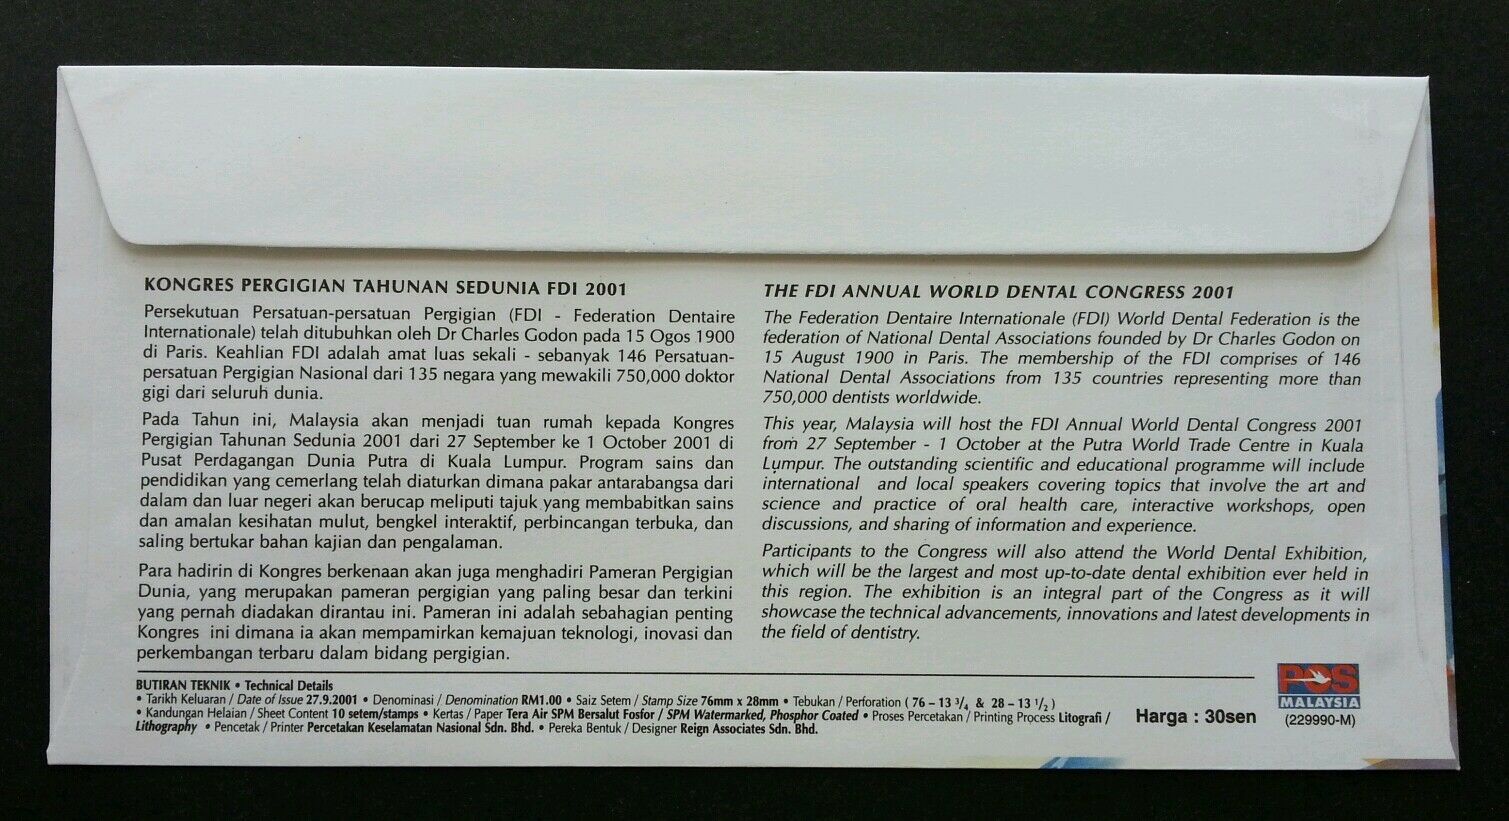 KONGRES PERGIGIAN TAHUNAN SEDUNIA FDI 2001
Persekutuan Persatuan-persatuan Pergigian (FDI - Federation Dentaire
Internationale) telah ditubuhkan oleh Dr Charles Godon pada 15 Ogos 1900
di Paris. Keahlian FDI adalah amat luas sekali - sebanyak 146 Persatuan-
persatuan Pergigian Nasional dari 135 negara yang mewakili 750,000 doktor
gigi dari seluruh dunia.
Pada Tahun ini, Malaysia akan menjadi tuan rumah kepada Kongres
Pergigian Tahunan Sedunia 2001 dari 27 September ke 1 October 2001 di
Pusat Perdagangan Dunia Putra di Kuala Lumpur. Program sains dan
pendidikan yang cemerlang telah diaturkan dimana pakar antarabangsa dari
dalam dan luar negeri akan berucap meliputi tajuk yang membabitkan sains
dan amalan kesihatan mulut, bengkel interaktif, perbincangan terbuka, dan
saling bertukar bahan kajian dan pengalaman.
Para hadirin di Kongres berkenaan akan juga menghadiri Pameran Pergigian
Dunia, yang merupakan pameran pergigian yang paling besar dan terkini
yang pernah diadakan dirantau ini. Pameran ini adalah sebahagian penting
Kongres ini dimana ia akan mempamirkan kemajuan teknologi, inovasi dan
perkembangan terbaru dalam bidang pergigian.
THE FDI ANNUAL WORLD DENTAL CONGRESS 2001
The Federation Dentaire Internationale (FDI) World Dental Federation is the
federation of National Dental Associations founded by Dr Charles Godon on
15 August 1900 in Paris. The membership of the FDI comprises of 146
National Dental Associations from 135 countries representing more than
750,000 dentists worldwide.
This year, Malaysia will host the FDI Annual World Dental Congress 2001
from 27 September - 1 October at the Putra World Trade Centre in Kuala
Lumpur. The outstanding scientific and educational programme will include
international and local speakers covering topics that involve the art and
science and practice of oral health care, interactive workshops, open
discussions, and sharing of information and experience.
Participants to the Congress will also attend the World Dental Exhibition,
which will be the largest and most up-to-date dental exhibition ever held in
this region. The exhibition is an integral part of the Congress as it will
showcase the technical advancements, innovations and latest developments in
the field of dentistry.
BUTIRAN TEKNIK • Technical Details
• Tarikh Keluaran / Date of Issue 27.9.2001 • Denominasi / Denomination RM1.00 • Saiz Setem / Stamp Size 76mm x 28mm • Tebukan / Perforation ( 76 – 13 3/4 & 28 – 13 1/2 )
• Kandungan Helaian / Sheet Content 10 setem/stamps • Kertas / Paper Tera Air SPM Bersalut Fosfor / SPM Watermarked, Phosphor Coated • Proses Percetakan / Printing Process Litografi /
Lithography • Pencetak / Printer Percetakan Keselamatan Nasional Sdn. Bhd. • Pereka Bentuk / Designer Reign Associates Sdn. Bhd.
Harga : 30sen
POS
MALAYSIA
(229990-M)